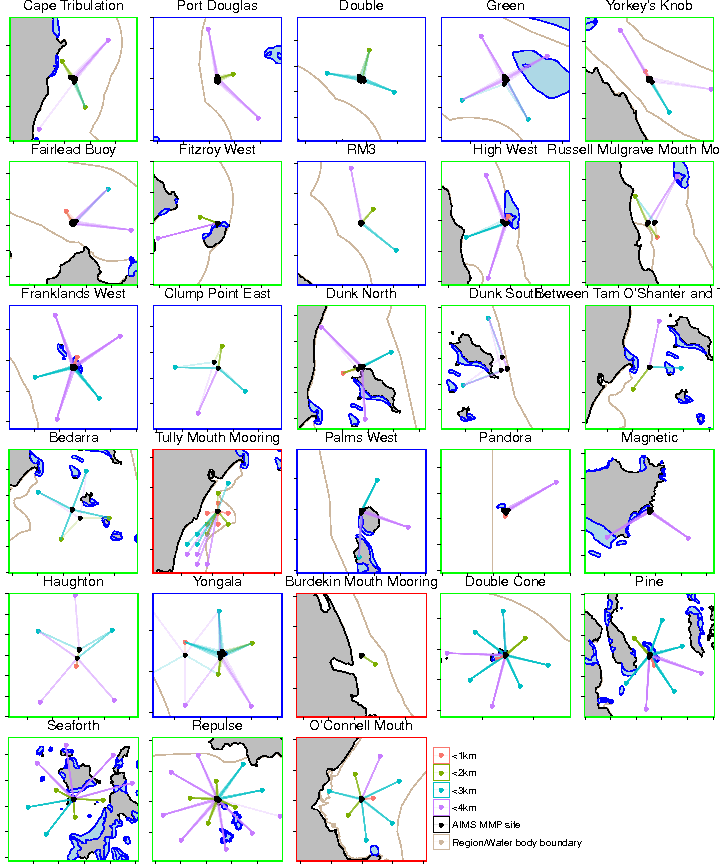 Cape Tribulation
Port Douglas
Double
Green
Yorkey's Knob
Fairlead Buoy
Fitzroy West
RM3
High West
Russell Mulgrave Mouth Mo
Franklands West
Clump Point East
Dunk North
Dunk South
Between Tam O'Shanter and
Bedarra
Tully Mouth Mooring
Palms West
Pandora
Magnetic
Haughton
Yongala
Burdekin Mouth Mooring
Double Cone
Pine
Seaforth
Repulse
O'Connell Mouth
<1km
<2km
<3km
<4km
AIMS MMP site
Region/Water body boundary